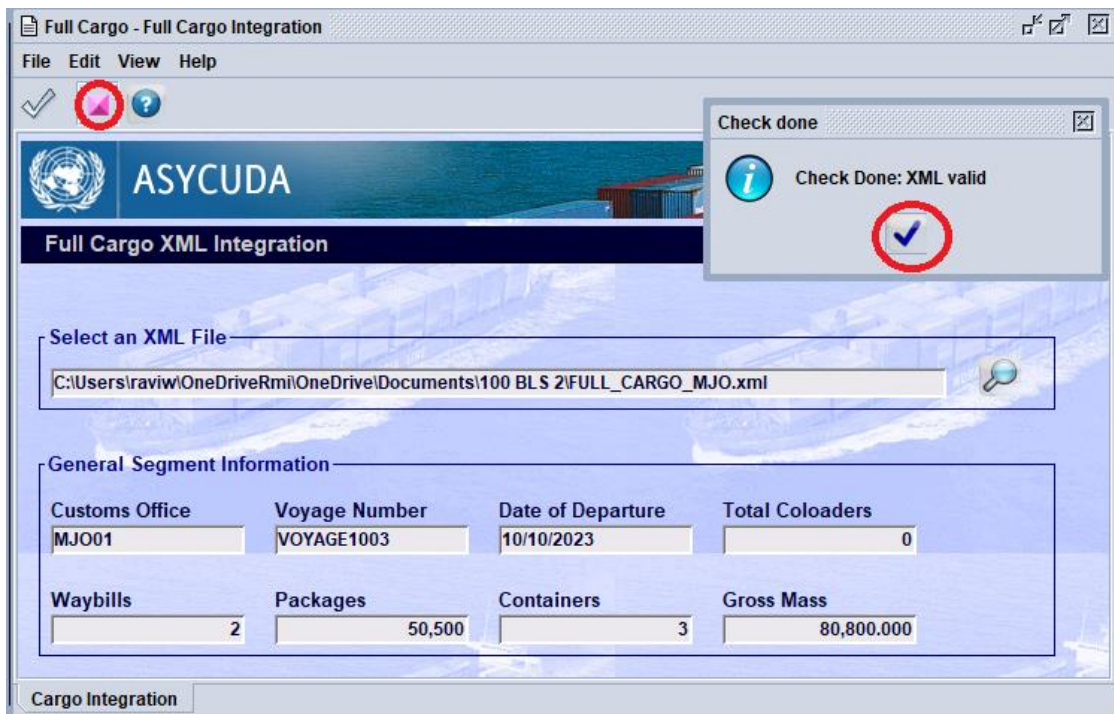 Full Cargo - Full Cargo Integration
File Edit View Help
?
Check done
i
Check Done: XML valid
ASYCUDA
Full Cargo XML Integration
Select an XML File
C:\Users\raviw\OneDriveRmi\OneDrive\Documents\100 BLS 2\FULL_CARGO_MJO.xml
General Segment Information
Customs Office Voyage Number Date of Departure Total Coloaders
MJO01 VOYAGE1003 10/10/2023 0
Waybills Packages Containers Gross Mass
2 50,500 3 80,800.000
Cargo Integration